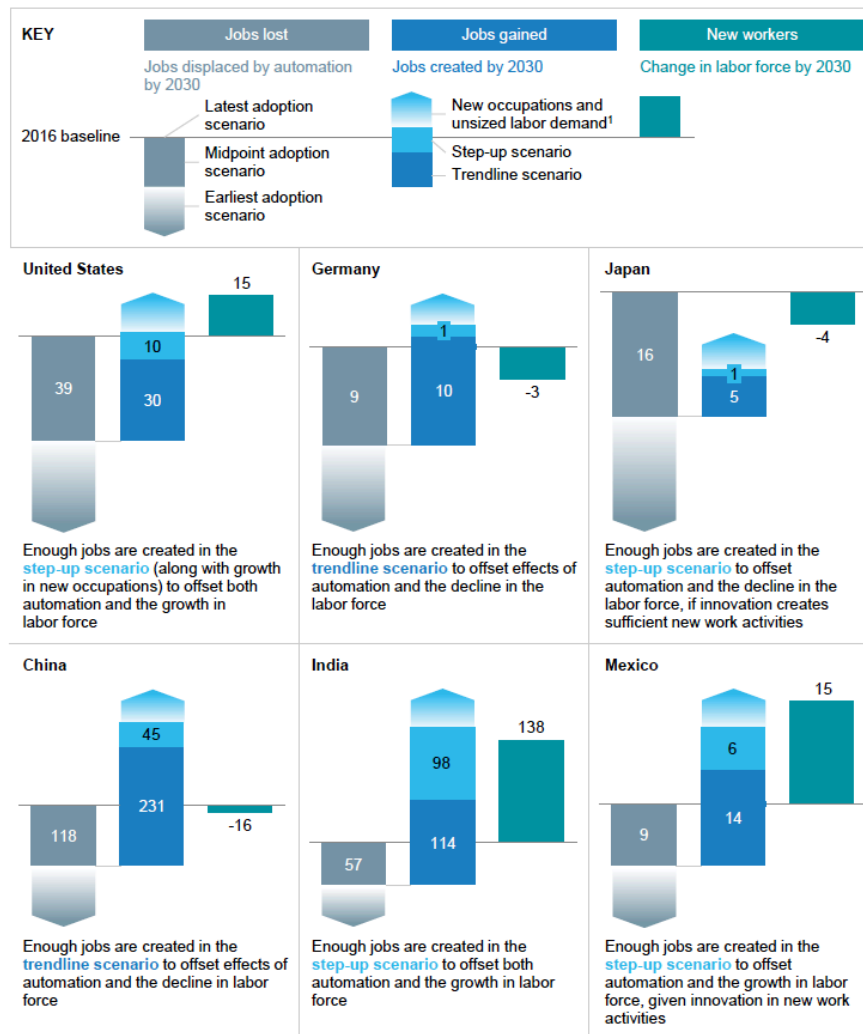 KEY
Jobs lost
Jobs gained
New workers
Jobs displaced by automation
by 2030
Jobs created by 2030
Change in labor force by 2030
Latest adoption
scenario
2016 baseline
Midpoint adoption
scenario
Earliest adoption
scenario
New occupations and
unsized labor demand¹
Step-up scenario
Trendline scenario
United States
15
10
39
30
Enough jobs are created in the
step-up scenario (along with growth
in new occupations) to offset both
automation and the growth in
labor force
Germany
1
9
10
-3
Enough jobs are created in the
trendline scenario to offset effects of
automation and the decline in the
labor force
Japan
16
-4
1
5
Enough jobs are created in the
step-up scenario to offset
automation and the decline in the
labor force, if innovation creates
sufficient new work activities
China
45
231
118
-16
Enough jobs are created in the
trendline scenario to offset effects of
automation and the decline in labor
force
India
138
98
114
57
Enough jobs are created in the
step-up scenario to offset both
automation and the growth in labor
force
Mexico
15
6
14
9
Enough jobs are created in the
step-up scenario to offset
automation and the growth in labor
force, given innovation in new work
activities